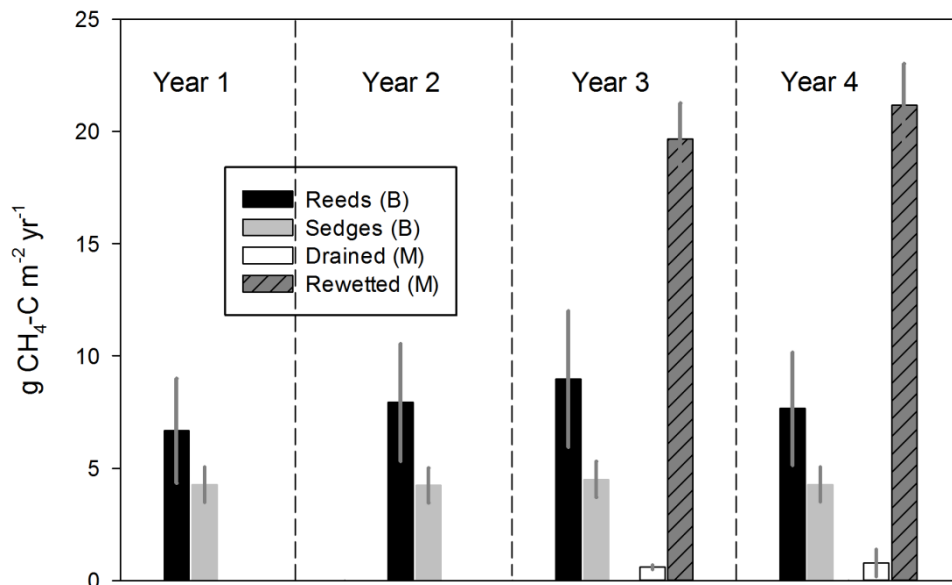 25
20
15
10
5
0
g CH₄-C m⁻² yr⁻¹
Year 1
Year 2
Year 3
Year 4
Reeds (B)
Sedges (B)
Drained (M)
Rewetted (M)